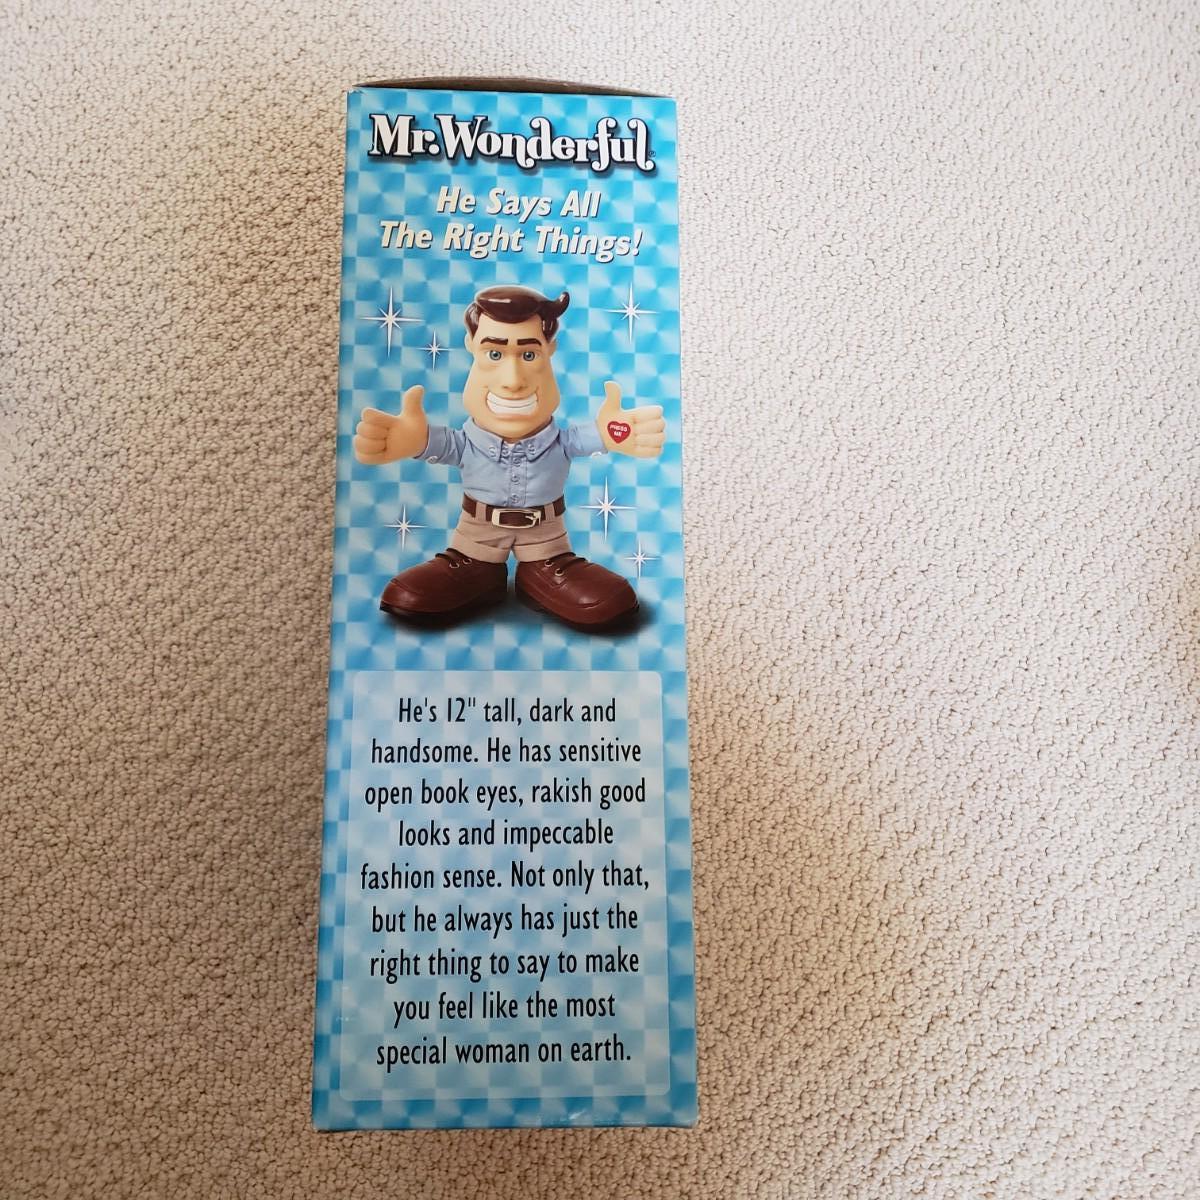 Mr. Wonderful®
He Says All
The Right Things!
PRESS
ME
He's 12" tall, dark and
handsome. He has sensitive
open book eyes, rakish good
looks and impeccable
fashion sense. Not only that,
but he always has just the
right thing to say to make
you feel like the most
special woman on earth.